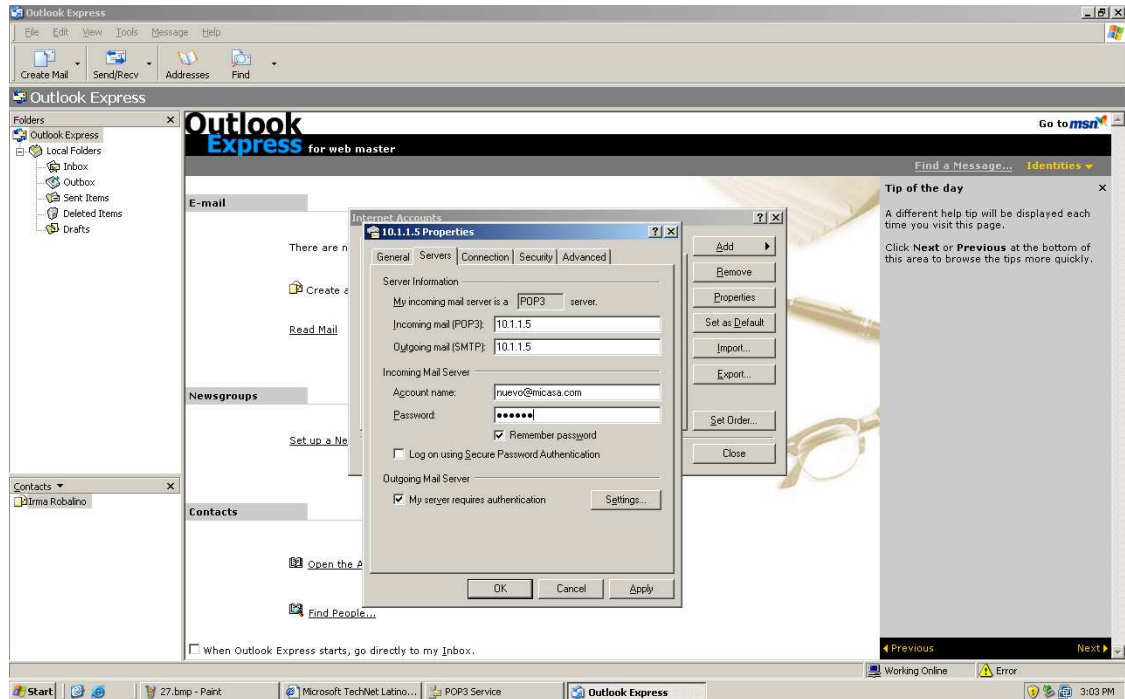 Outlook Express
File Edit View Tools Message Help
Create Mail Send/Recv Addresses Find
Outlook Express
Folders
Outlook Express
Local Folders
Inbox
Outbox
Sent Items
Deleted Items
Drafts
Contacts
Irma Robalino
Outlook
Express for web master
Go to msn
Find a Message... Identities
E-mail
There are n
Create a
Read Mail
Newsgroups
Set up a Ne
Contacts
Open the A
Find People...
When Outlook Express starts, go directly to my Inbox.
Tip of the day
A different help tip will be displayed each
time you visit this page.
Click Next or Previous at the bottom of
this area to browse the tips more quickly.
Previous Next
Internet Accounts
Add
Remove
Properties
Set as Default
Import...
Export...
Set Order...
Close
10.1.1.5 Properties
General Servers Connection Security Advanced
Server Information
My incoming mail server is a POP3 server.
Incoming mail (POP3): 10.1.1.5
Outgoing mail (SMTP): 10.1.1.5
Incoming Mail Server
Account name: nuevo@micasa.com
Password: ••••••
Remember password
Log on using Secure Password Authentication
Outgoing Mail Server
My server requires authentication Settings...
OK Cancel Apply
Working Online Error
Start 27.bmp - Paint Microsoft TechNet Latino... POP3 Service Outlook Express 3:03 PM